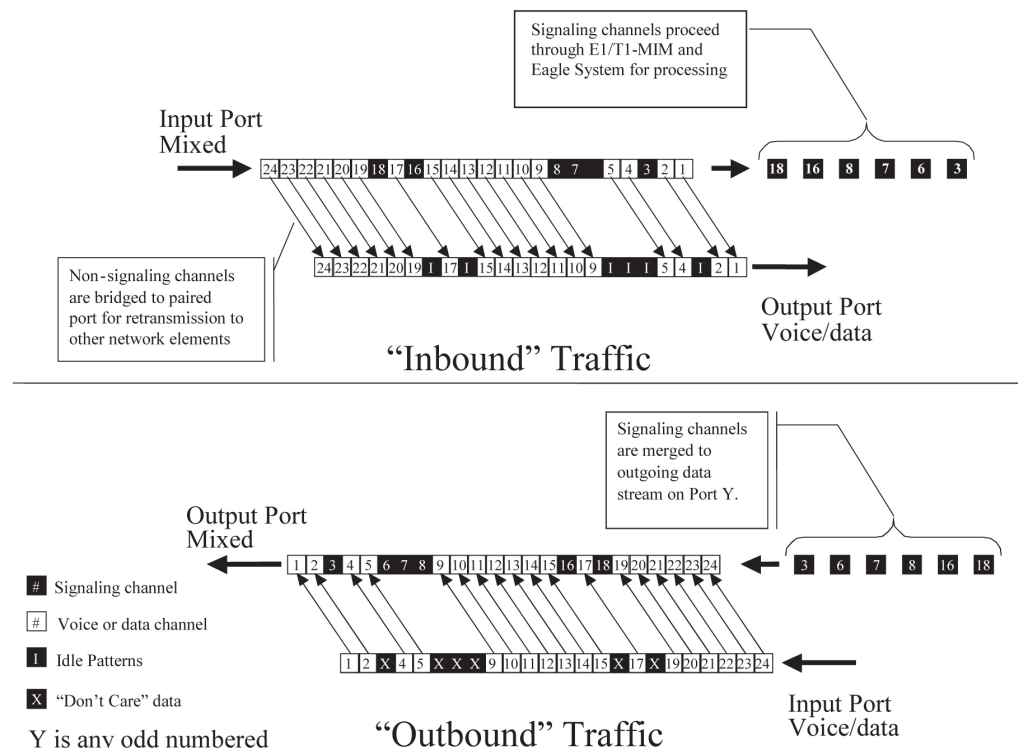 Signaling channels proceed
through E1/T1-MIM and
Eagle System for processing
Input Port
Mixed
24 23 22 21 20 19 18 17 16 15 14 13 12 11 10 9 8 7 5 4 3 2 1
18 16 8 7 6 3
24 23 22 21 20 19 I 17 I 15 14 13 12 11 10 9 I I I 5 4 I 2 1
Non-signaling channels
are bridged to paired
port for retransmission to
other network elements
Output Port
Voice/data
“Inbound” Traffic
Signaling channels
are merged to
outgoing data
stream on Port Y.
Output Port
Mixed
1 2 3 4 5 6 7 8 9 10 11 12 13 14 15 16 17 18 19 20 21 22 23 24
3 6 7 8 16 18
# Signaling channel
# Voice or data channel
I Idle Patterns
X “Don’t Care” data
1 2 X 4 5 X X X 9 10 11 12 13 14 15 X 17 X 19 20 21 22 23 24
Input Port
Voice/data
Y is any odd numbered
“Outbound” Traffic